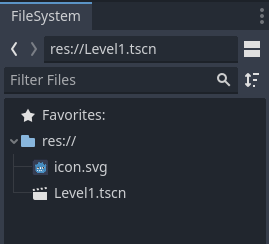 FileSystem
res://Level1.tscn
Filter Files
Favorites:
res://
icon.svg
Level1.tscn